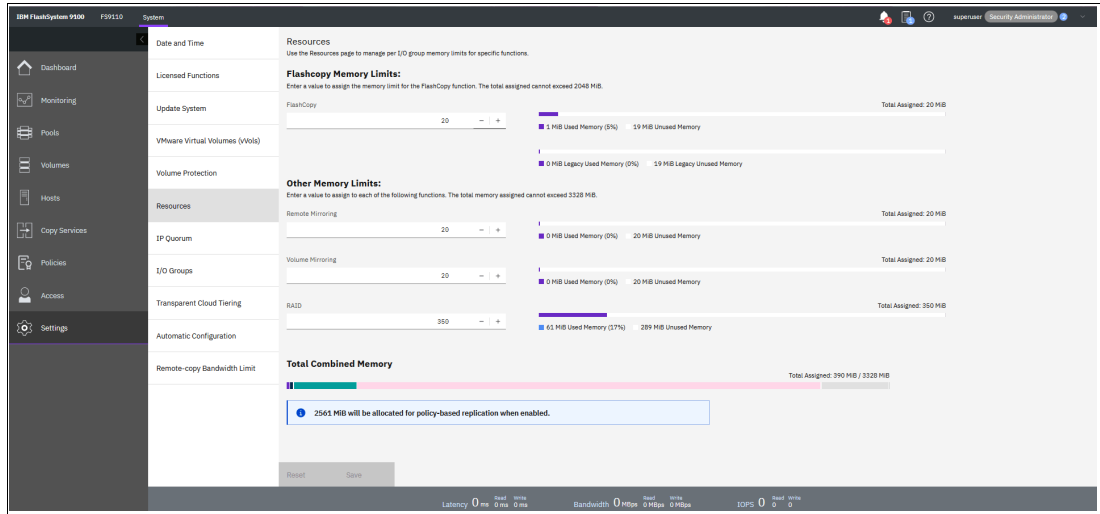 IBM FlashSystem 9100 FS9110 System
superuser Security Administrator
Dashboard
Monitoring
Pools
Volumes
Hosts
Copy Services
Policies
Access
Settings
Date and Time
Licensed Functions
Update System
VMware Virtual Volumes (vVols)
Volume Protection
Resources
IP Quorum
I/O Groups
Transparent Cloud Tiering
Automatic Configuration
Remote-copy Bandwidth Limit
Resources
Use the Resources page to manage per I/O group memory limits for specific functions.
Flashcopy Memory Limits:
Enter a value to assign the memory limit for the FlashCopy function. The total assigned cannot exceed 2048 MiB.
FlashCopy
20 - +
Total Assigned: 20 MiB
1 MiB Used Memory (5%) 19 MiB Unused Memory
0 MiB Legacy Used Memory (0%) 19 MiB Legacy Unused Memory
Other Memory Limits:
Enter a value to assign to each of the following functions. The total memory assigned cannot exceed 3328 MiB.
Remote Mirroring
20 - +
Total Assigned: 20 MiB
0 MiB Used Memory (0%) 20 MiB Unused Memory
Volume Mirroring
20 - +
Total Assigned: 20 MiB
0 MiB Used Memory (0%) 20 MiB Unused Memory
RAID
350 - +
Total Assigned: 350 MiB
61 MiB Used Memory (17%) 289 MiB Unused Memory
Total Combined Memory
Total Assigned: 390 MiB / 3328 MiB
2561 MiB will be allocated for policy-based replication when enabled.
Reset Save
Latency 0 ms Read 0 ms Write 0 ms
Bandwidth 0 MBps Read 0 MBps Write 0 MBps
IOPS 0 Read 0 Write 0